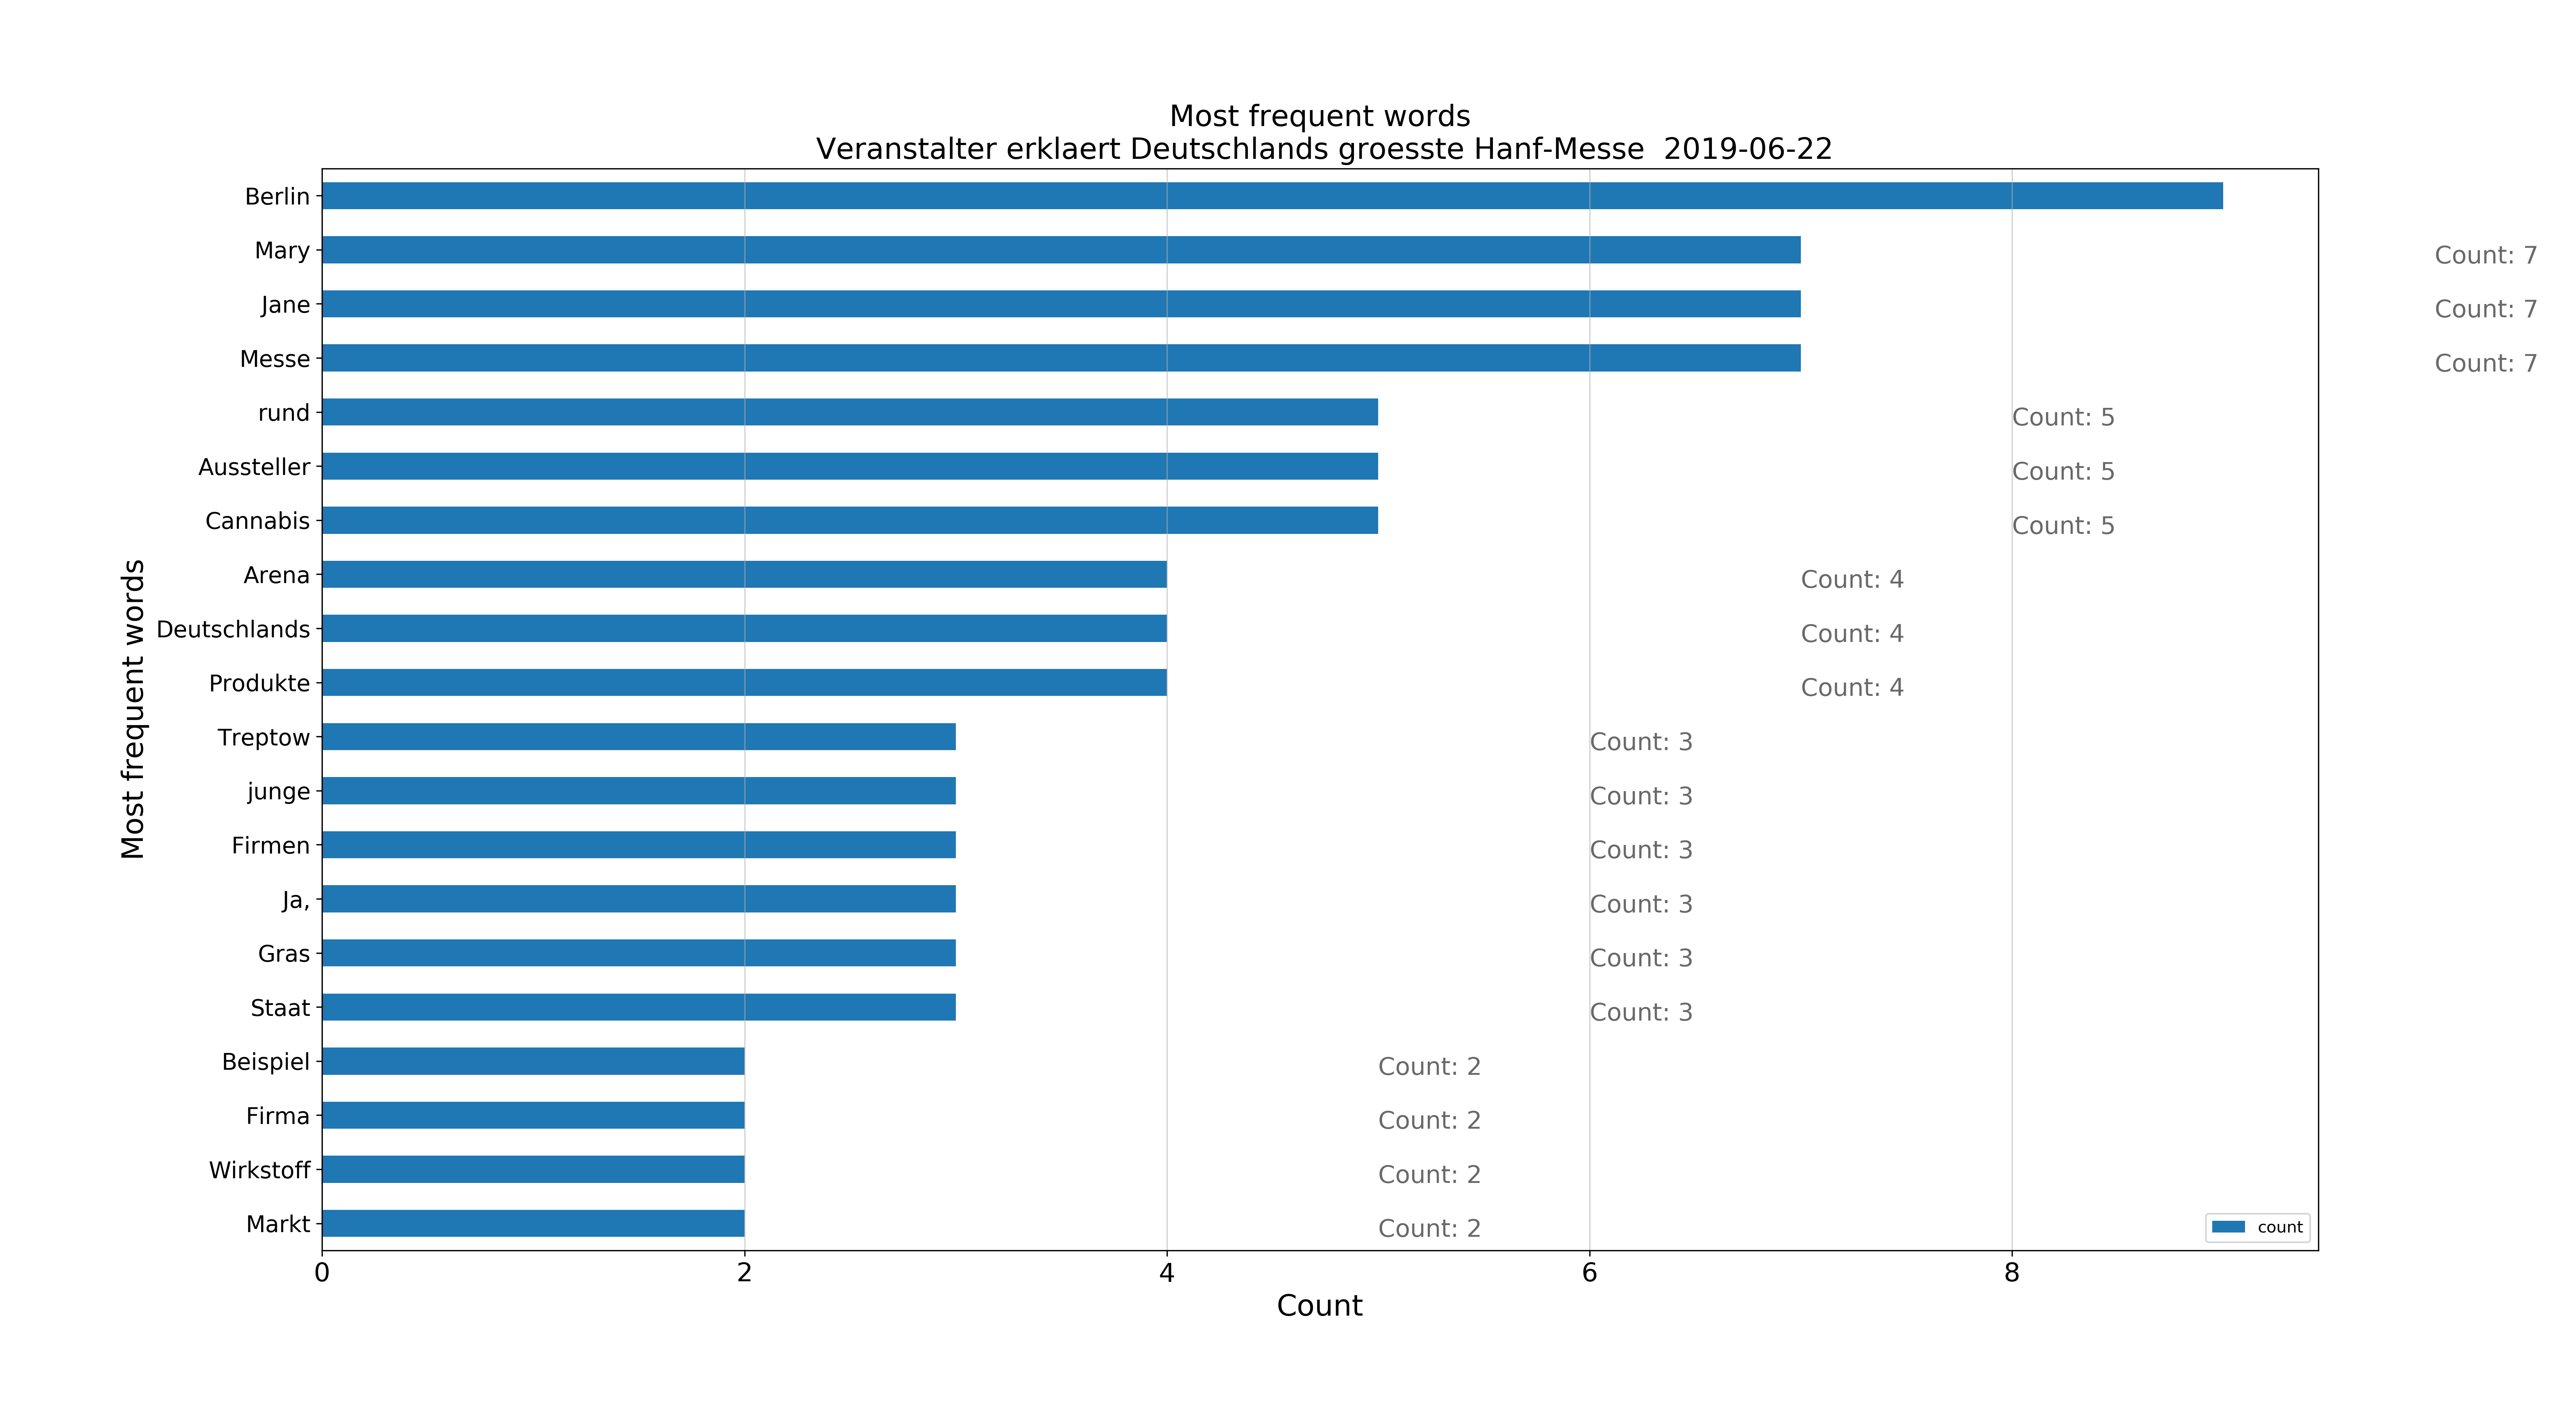 Most frequent words
Veranstalter erklaert Deutschlands groesste Hanf-Messe 2019-06-22
Most frequent words
Berlin
Mary Count: 7
Jane Count: 7
Messe Count: 7
rund Count: 5
Aussteller Count: 5
Cannabis Count: 5
Arena Count: 4
Deutschlands Count: 4
Produkte Count: 4
Treptow Count: 3
junge Count: 3
Firmen Count: 3
Ja, Count: 3
Gras Count: 3
Staat Count: 3
Beispiel Count: 2
Firma Count: 2
Wirkstoff Count: 2
Markt Count: 2
count
0 2 4 6 8
Count